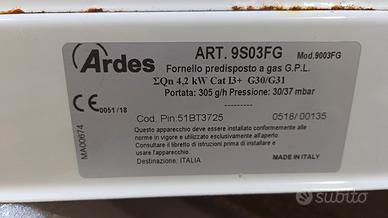 Ardes
ART. 9S03FG Mod.9003FG
Fornello predisposto a gas G.P.L.
ΣQn 4,2 kW Cat I3+ G30/G31
Portata: 305 g/h Pressione: 30/37 mbar
----------
CE 0051/18
MA00674
Cod. Pin:51BT3725 0518/ 00135
Questo apparecchio deve essere installato conformemente alle
norme in vigore e utilizzato esclusivamente all'aperto.
Consultare il libretto di istruzioni prima di installare e
usare l'apparecchio.
Destinazione: ITALIA MADE IN ITALY
subito